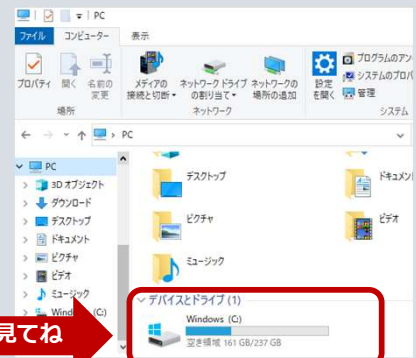 PC
ファイル コンピューター 表示
プロパティ 開く 名前の変更 メディアの接続と切断 ネットワーク ドライブの割り当て ネットワークの場所の追加 設定を開く
プログラムのアン
システムのプロパ
管理
場所 ネットワーク システム
PC
PC
3D オブジェクト
ダウンロード
デスクトップ
ドキュメント
ピクチャ
ビデオ
ミュージック
Wind (C:)
デスクトップ ドキュメン
ピクチャ ビデオ
ミュージック
デバイスとドライブ (1)
Windows (C:)
空き領域 161 GB/237 GB
見てね